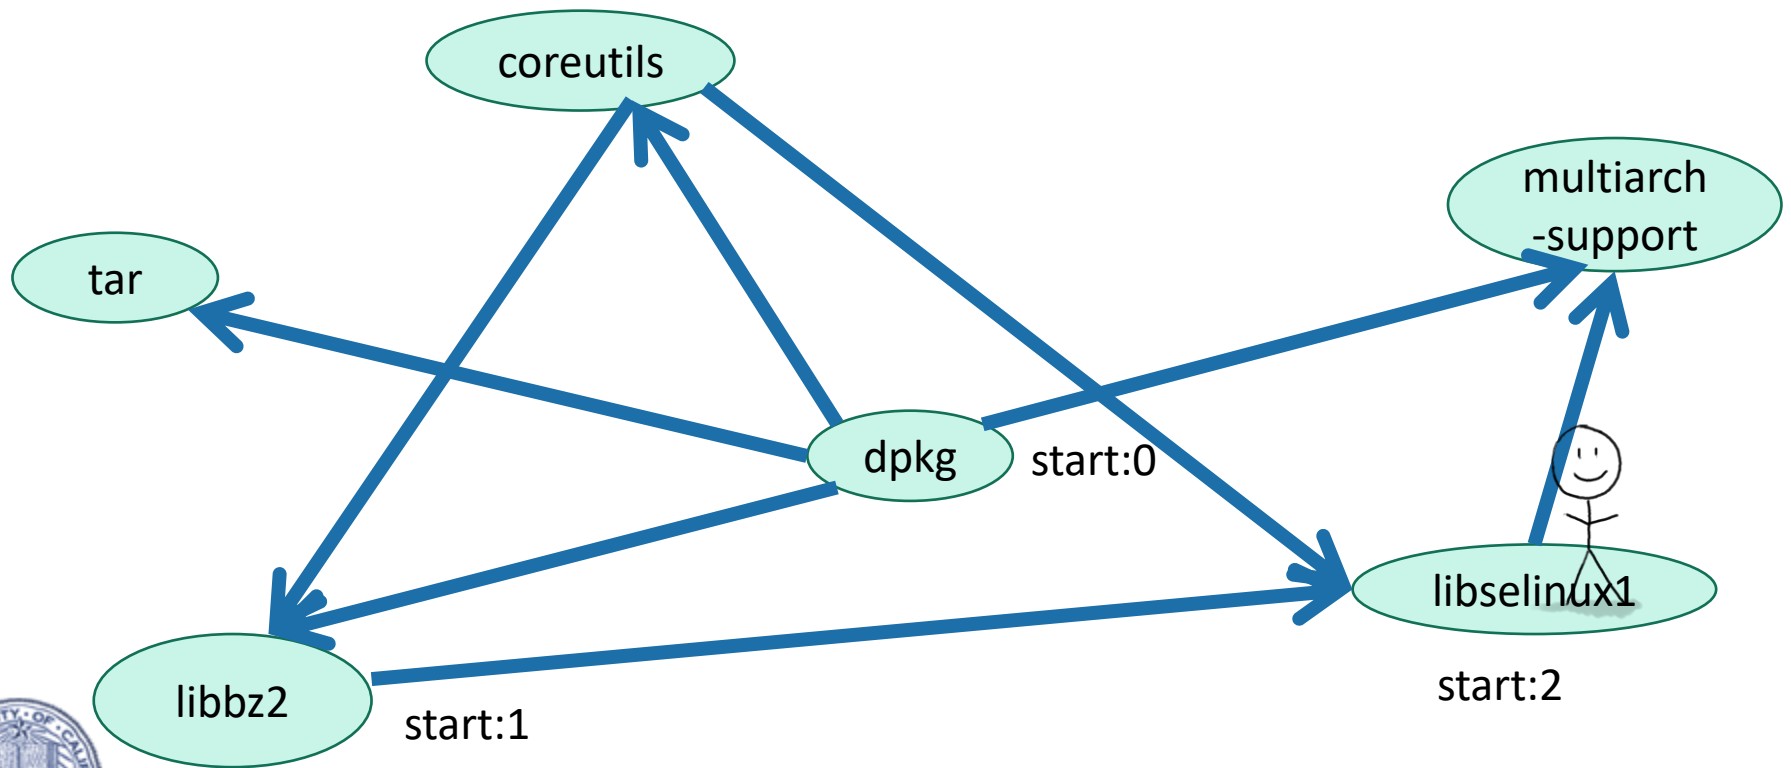 coreutils
multiarch
-support
tar
dpkg
start:0
libselinux1
start:2
libbz2
start:1